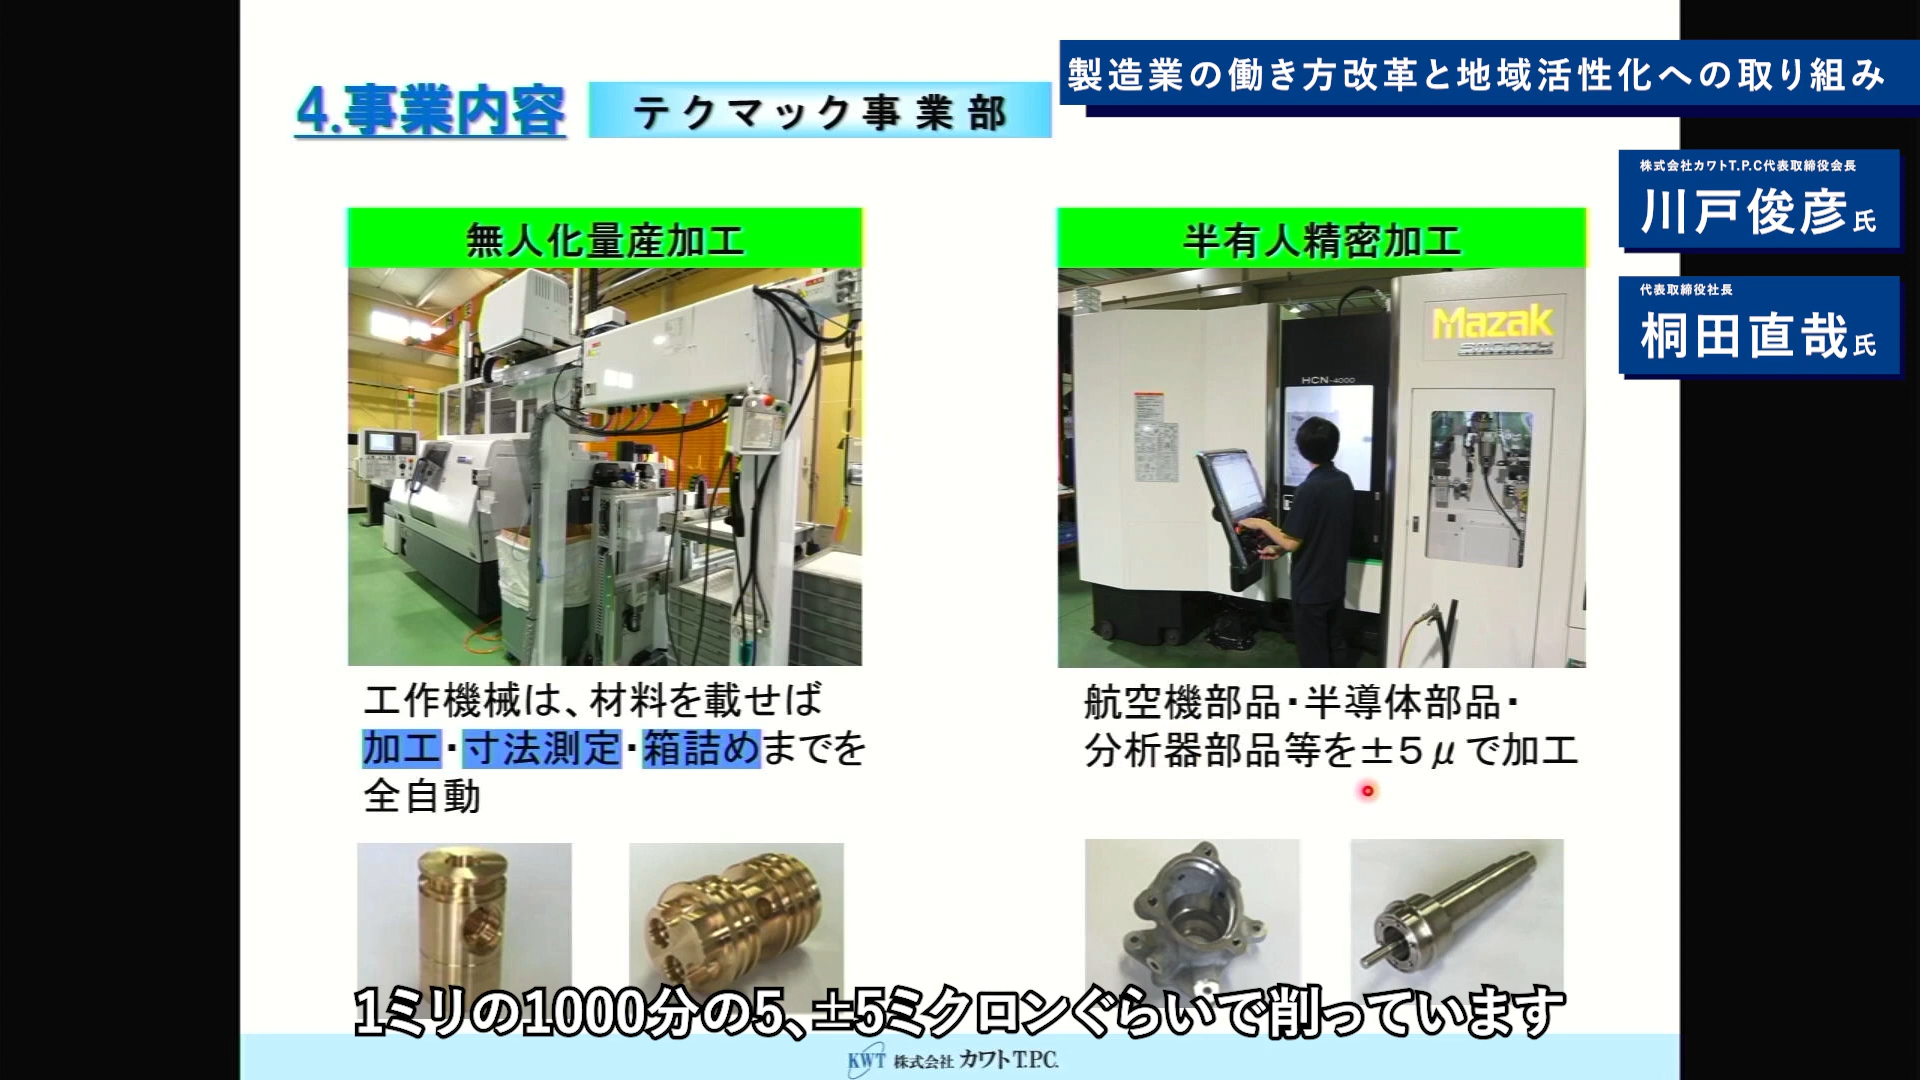 製造業の働き方改革と地域活性化への取り組み
4.事業内容
テクマック事業部
株式会社カワトT.P.C代表取締役会長
川戸俊彦氏
代表取締役社長
桐田直哉氏
無人化量産加工
半有人精密加工
Mazak
SMOOTH
HCN-4000
工作機械は、材料を載せば
加工・寸法測定・箱詰めまでを
全自動
航空機部品・半導体部品・
分析器部品等を±5μで加工
1ミリの1000分の5、±5ミクロンぐらいで削っています
KWT 株式会社 カワトT.P.C.